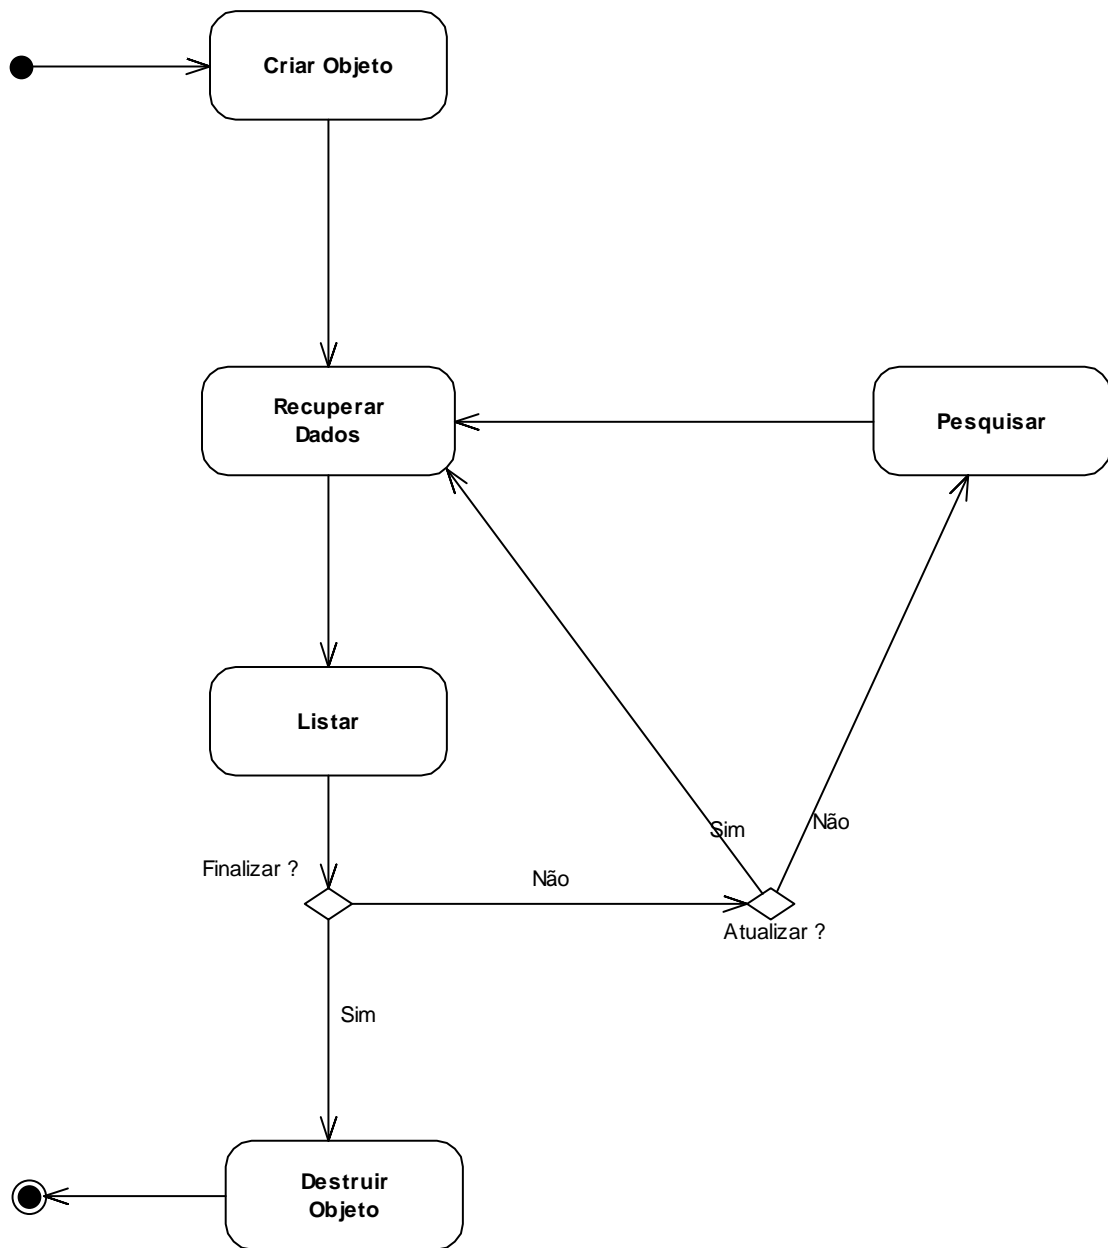 Criar Objeto
Recuperar
Dados
Pesquisar
Listar
Sim
Não
Finalizar ?
Não
Atualizar ?
Sim
Destruir
Objeto